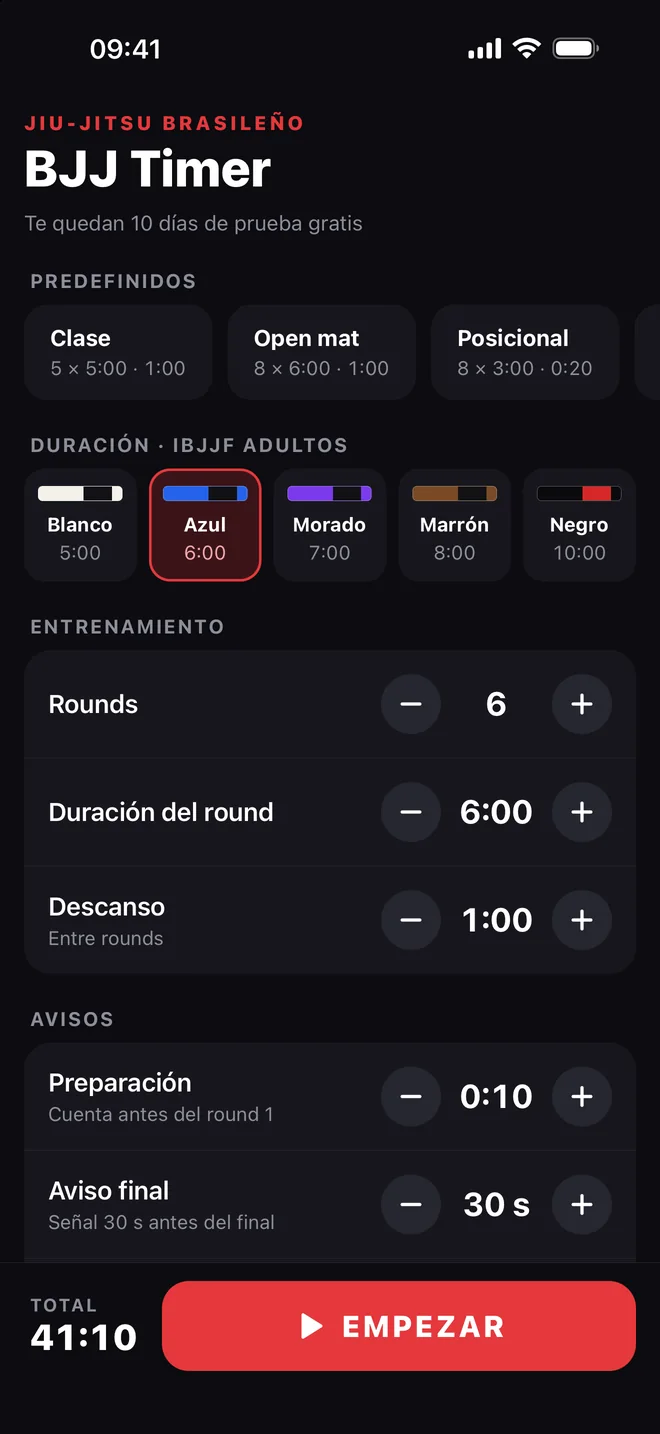 09:41
JIU-JITSU BRASILEÑO
BJJ Timer
Te quedan 10 días de prueba gratis
PREDEFINIDOS
Clase
5 × 5:00 · 1:00
Open mat
8 × 6:00 · 1:00
Posicional
8 × 3:00 · 0:20
DURACIÓN · IBJJF ADULTOS
Blanco
5:00
Azul
6:00
Morado
7:00
Marrón
8:00
Negro
10:00
ENTRENAMIENTO
Rounds
− 6 +
Duración del round
− 6:00 +
Descanso
Entre rounds
− 1:00 +
AVISOS
Preparación
Cuenta antes del round 1
− 0:10 +
Aviso final
Señal 30 s antes del final
− 30 s +
TOTAL
41:10
EMPEZAR